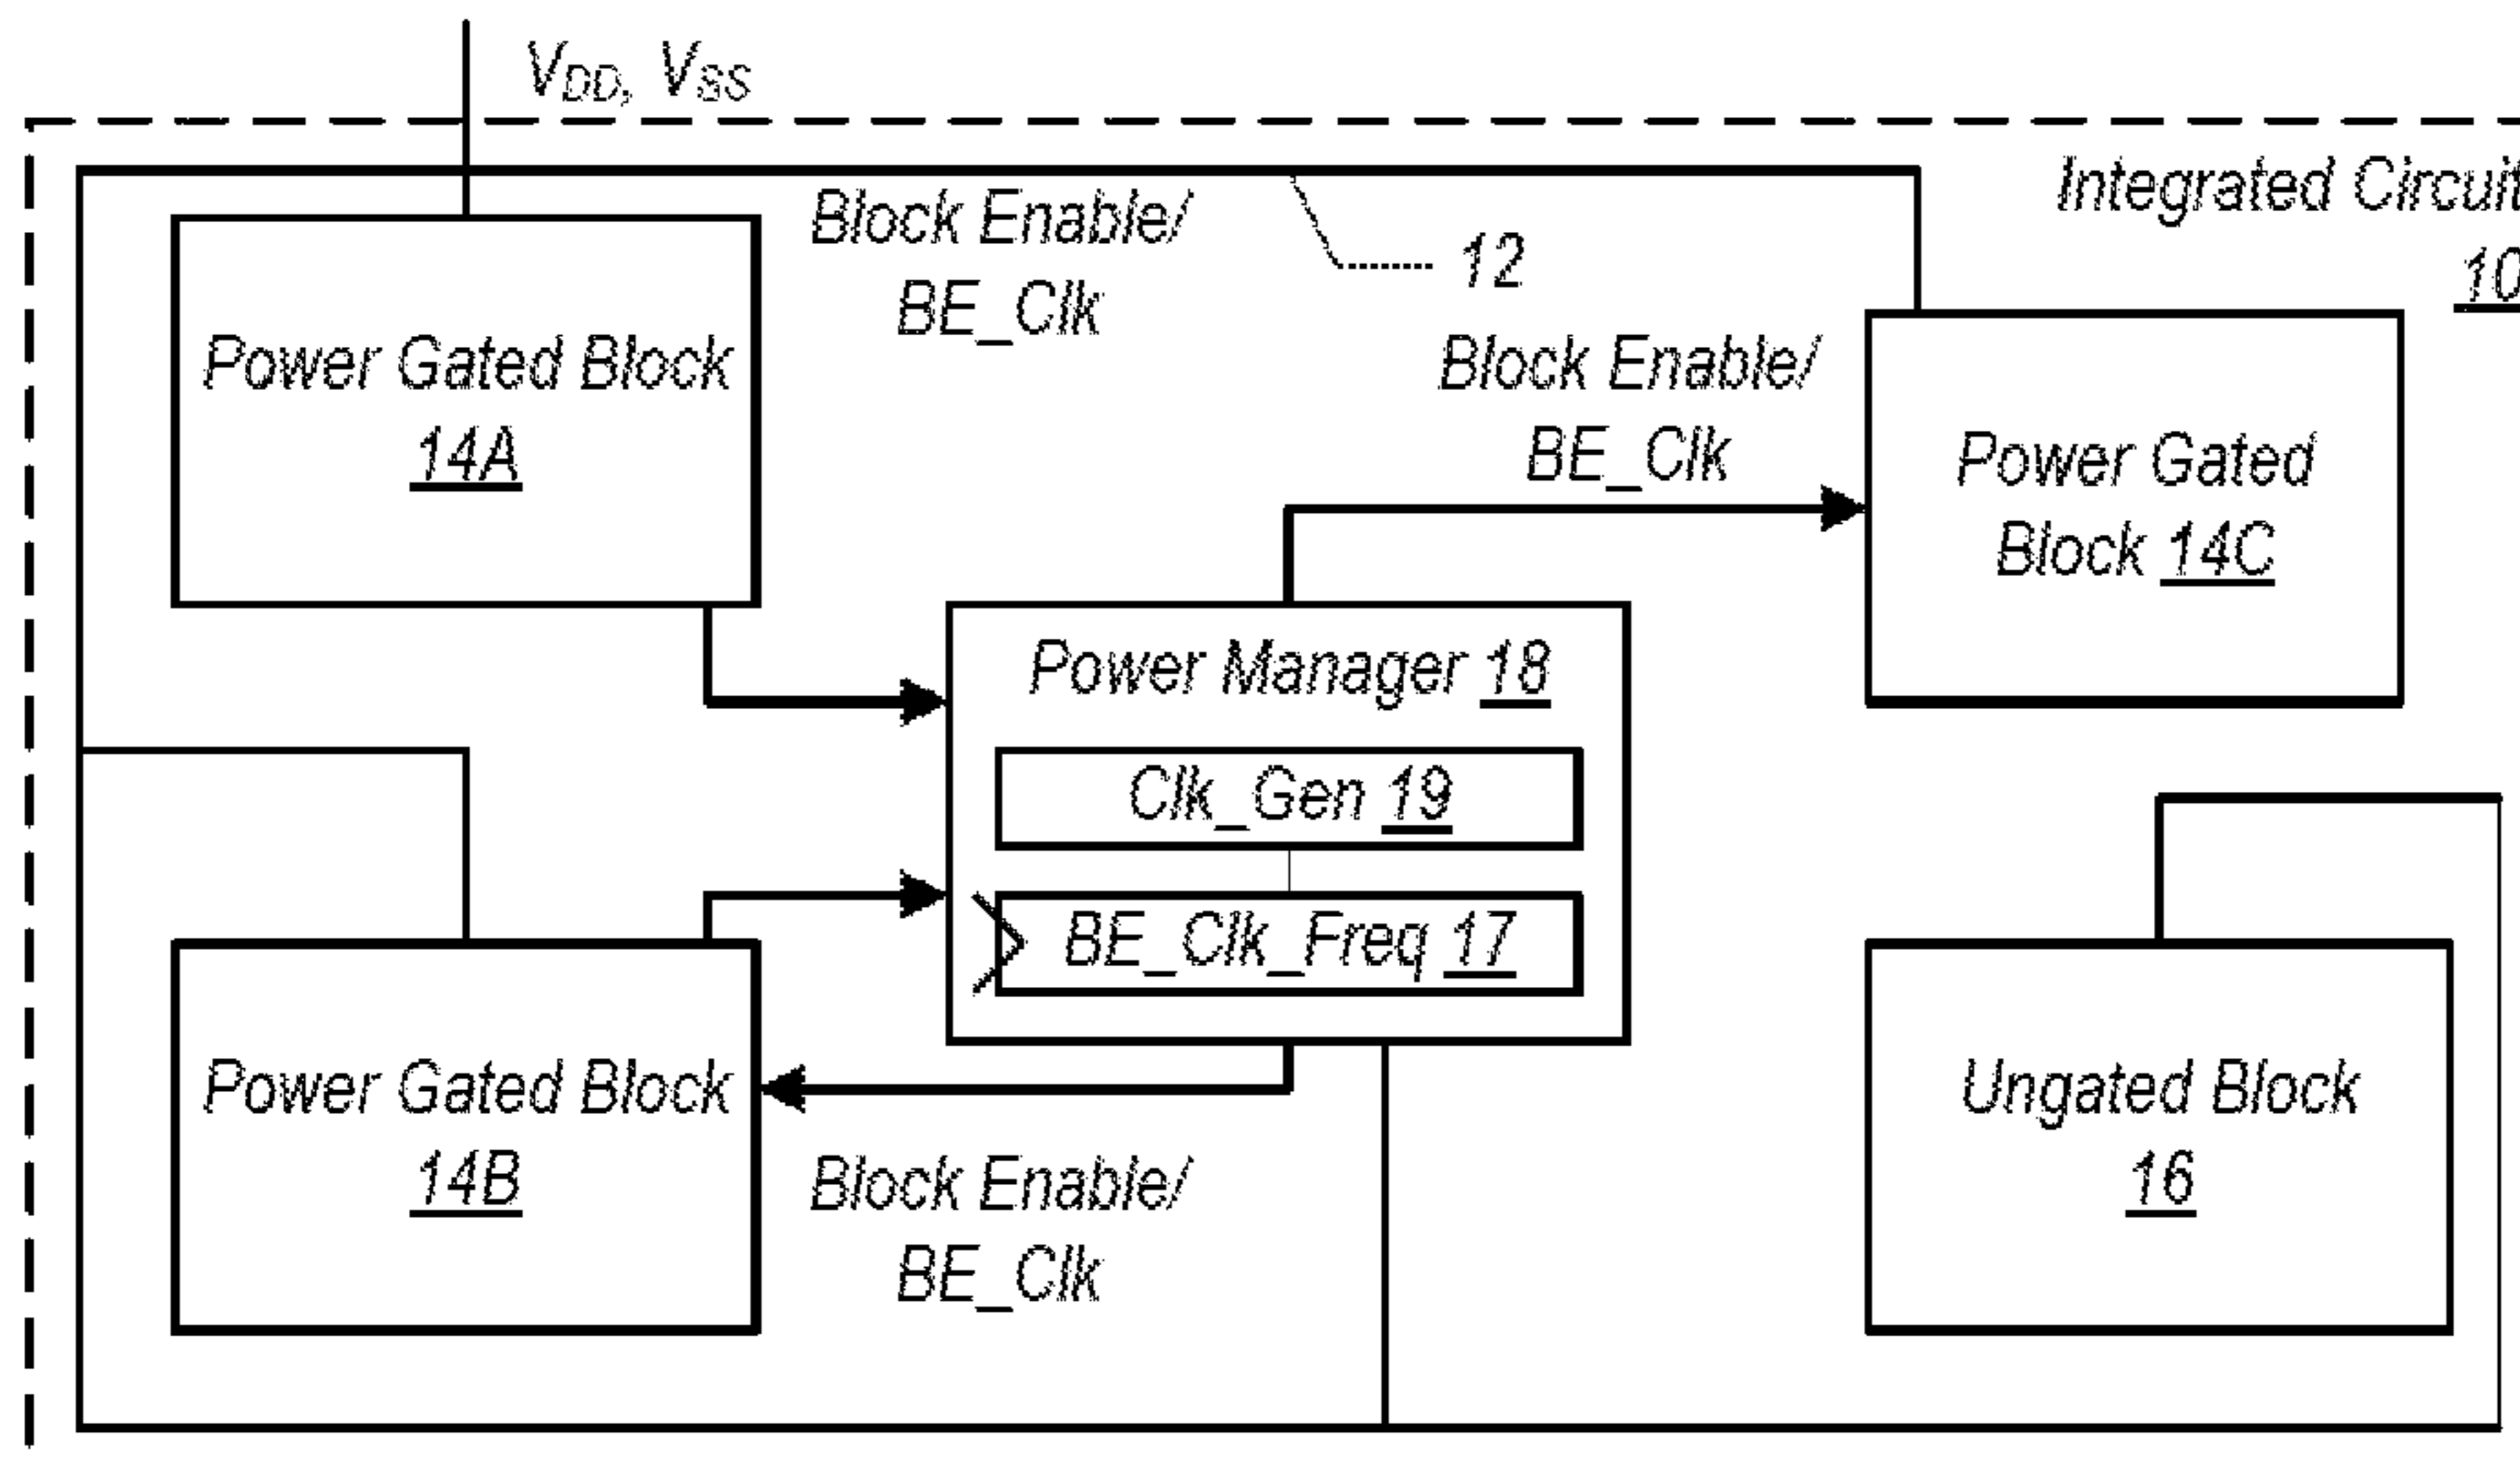 VDD, VSS
Integrated Circuit
10
Block Enable/
BE_Clk
12
Power Gated Block
14A
Block Enable/
BE_Clk
Power Gated
Block 14C
Power Manager 18
Clk_Gen 19
BE_Clk_Freq 17
Power Gated Block
14B
Block Enable/
BE_Clk
Ungated Block
16